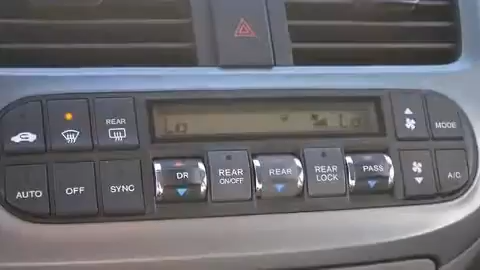 REAR
Lo
Lo
MODE
AUTO
OFF
SYNC
DR
REAR
ON/OFF
REAR
REAR
LOCK
PASS
A/C